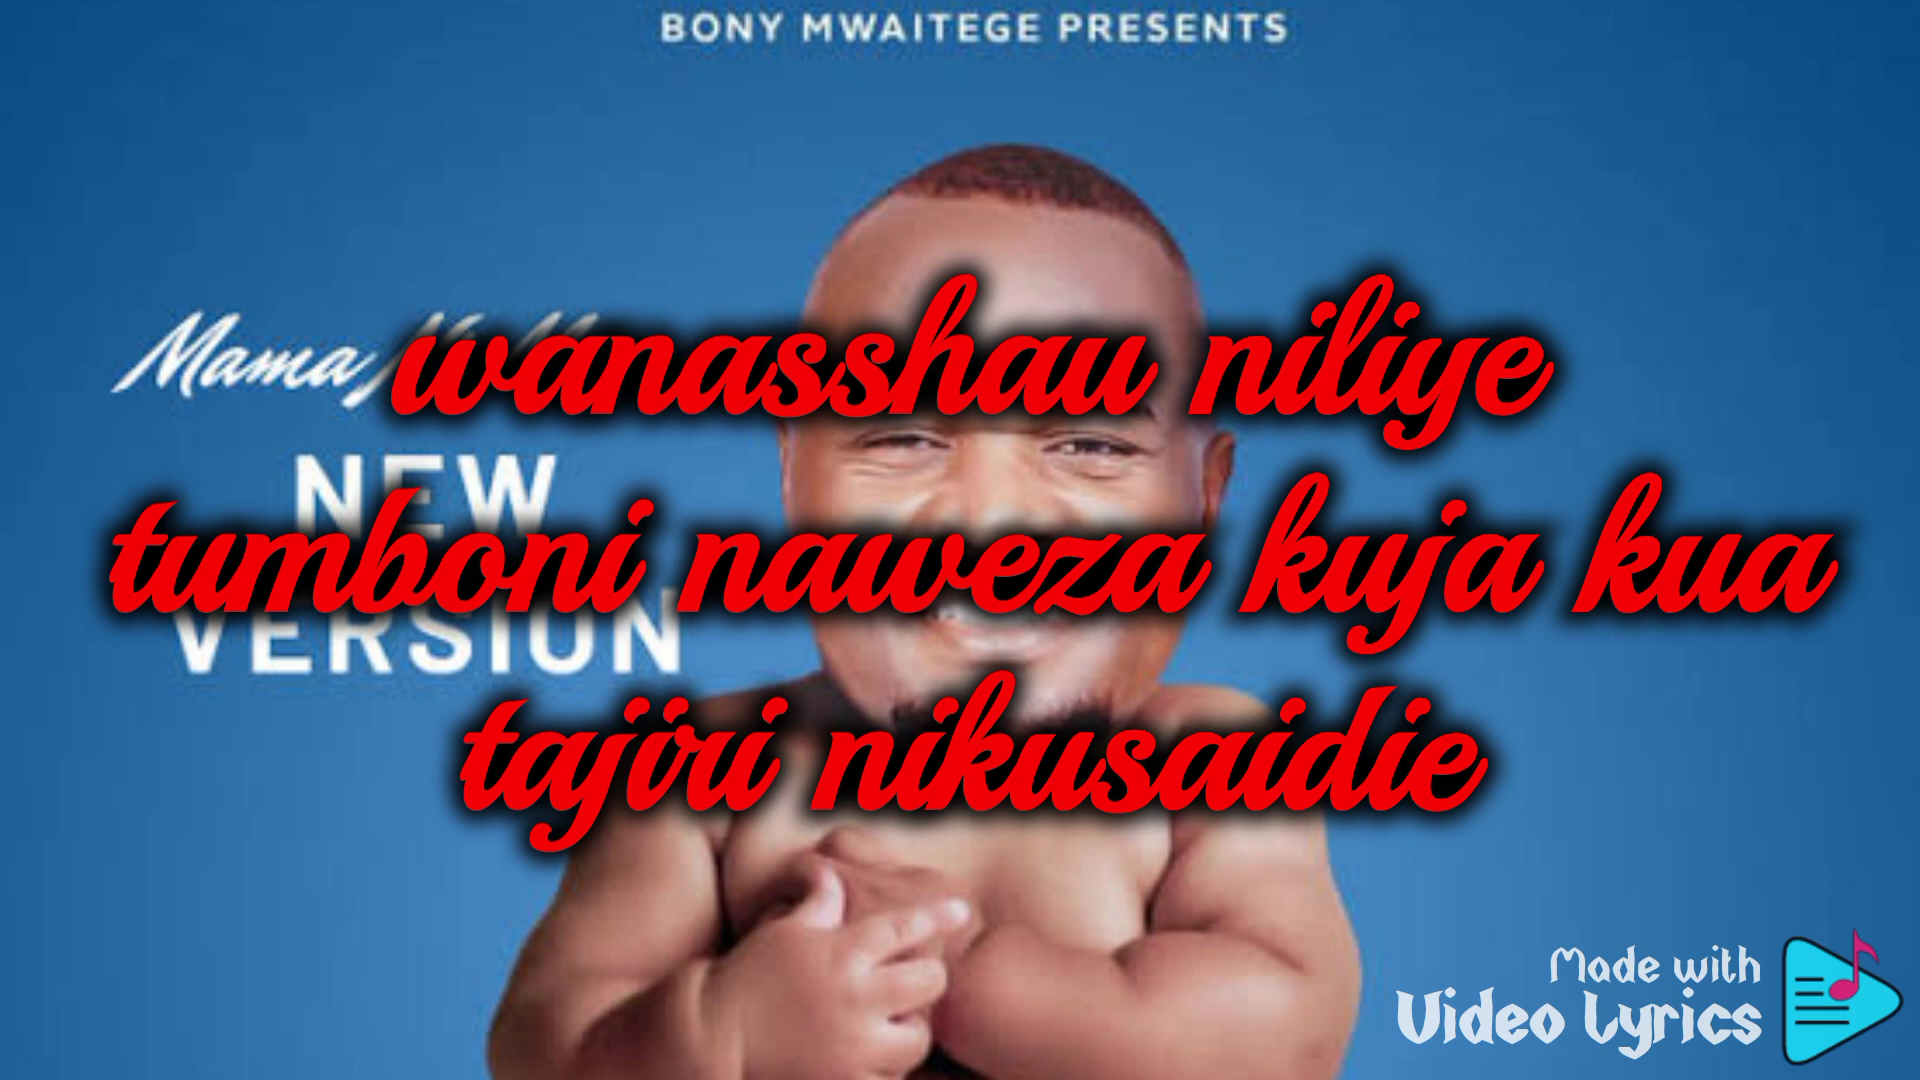 BONY MWAITEGE PRESENTS
Mama
wanasshau niliye
NEW
tumboni naweza kuja kua
VERSION
tajiri nikusaidie
Made with
Video Lyrics